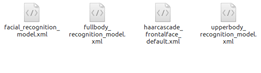 facial_recognition_
model.xml
fullbody_
recognition_model.
xml
haarcascade_
frontalface_
default.xml
upperbody_
recognition_model.
xml